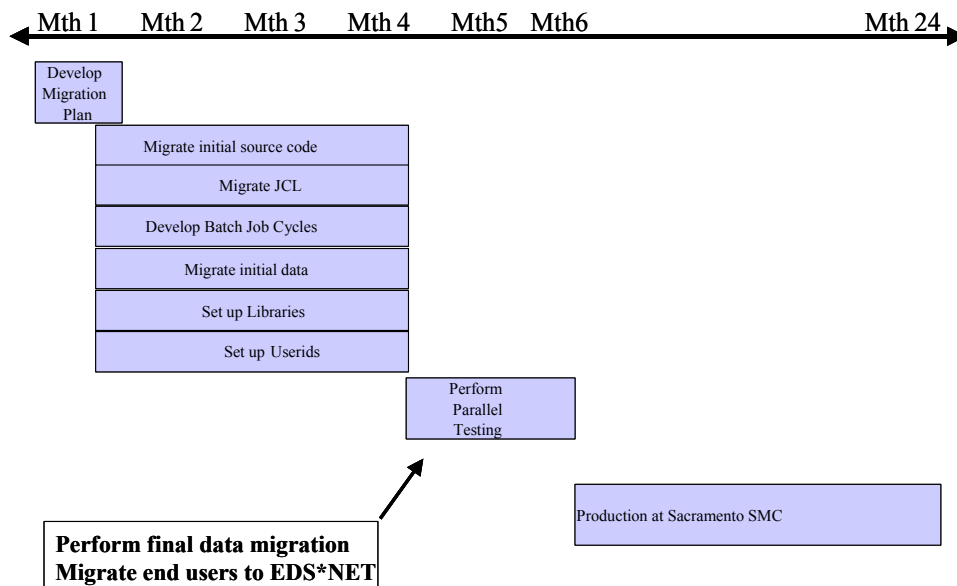 Mth 1 Mth 2 Mth 3 Mth 4 Mth5 Mth6 Mth 24
Develop
Migration
Plan
Migrate initial source code
Migrate JCL
Develop Batch Job Cycles
Migrate initial data
Set up Libraries
Set up Userids
Perform
Parallel
Testing
Production at Sacramento SMC
Perform final data migration
Migrate end users to EDS*NET